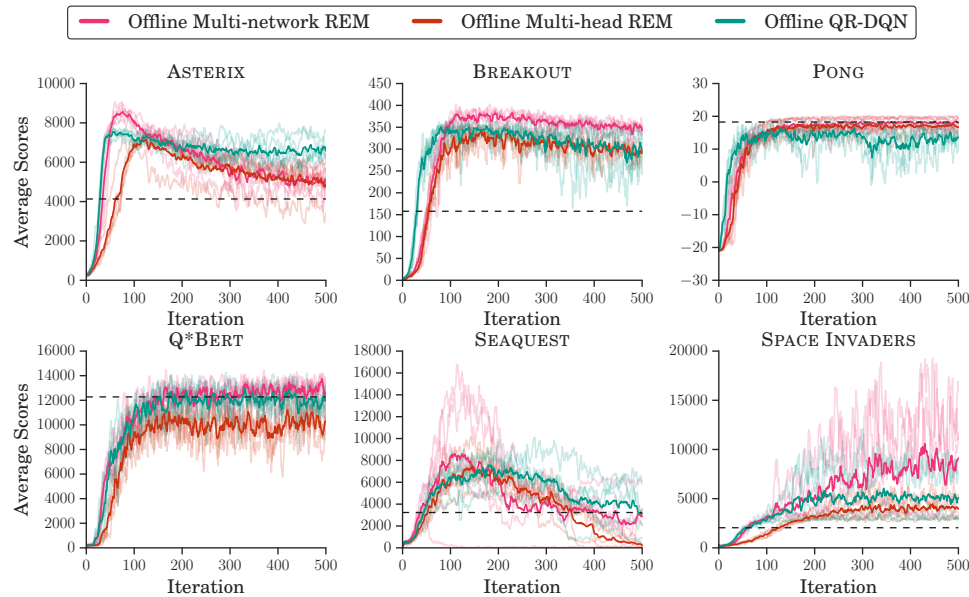 Offline Multi-network REM Offline Multi-head REM Offline QR-DQN
ASTERIX BREAKOUT PONG
Average Scores
10000
8000
6000
4000
2000
0
0 100 200 300 400 500
Iteration
450
400
350
300
250
200
150
100
50
0
0 100 200 300 400 500
Iteration
30
20
10
0
−10
−20
−30
0 100 200 300 400 500
Iteration
Q*BERT SEAQUEST SPACE INVADERS
Average Scores
16000
14000
12000
10000
8000
6000
4000
2000
0
0 100 200 300 400 500
Iteration
18000
16000
14000
12000
10000
8000
6000
4000
2000
0
0 100 200 300 400 500
Iteration
20000
15000
10000
5000
0
0 100 200 300 400 500
Iteration